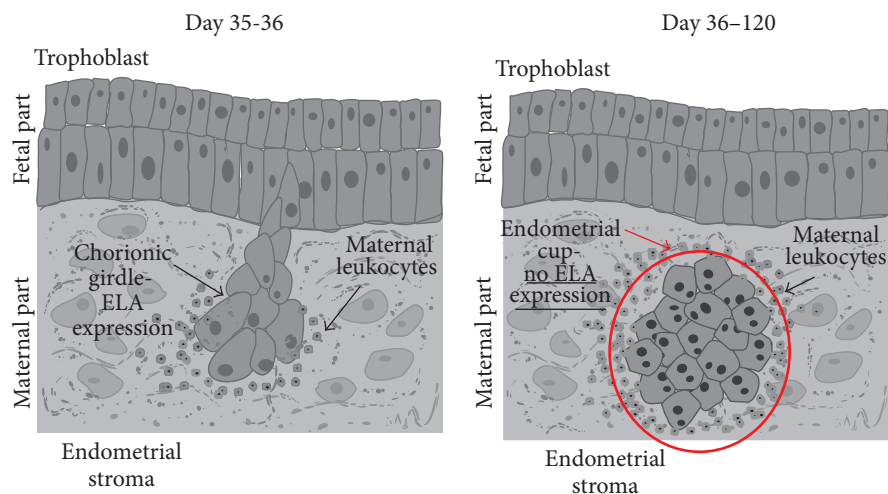 Day 35-36
Trophoblast
Fetal part
Maternal part
Chorionic
girdle-
ELA
expression
Maternal
leukocytes
Endometrial
stroma
Day 36–120
Trophoblast
Fetal part
Maternal part
Endometrial
cup-
no ELA
expression
Maternal
leukocytes
Endometrial
stroma